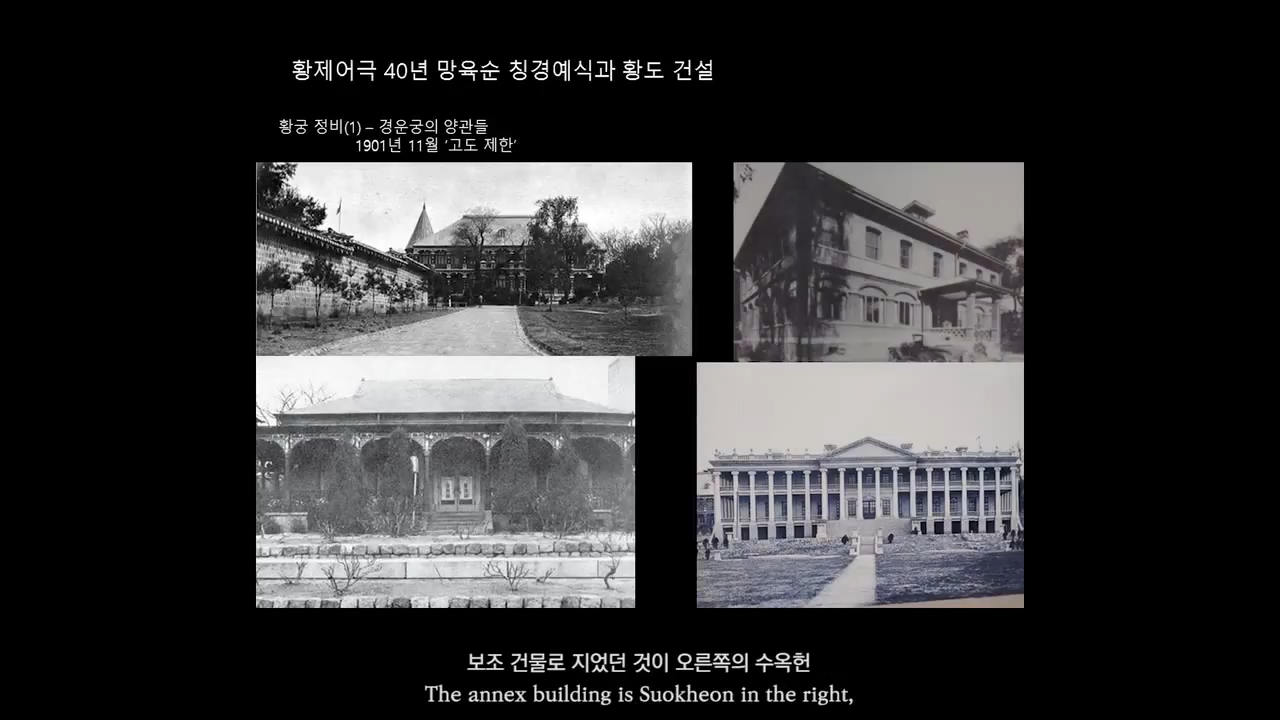 황제어극 40년 망육순 칭경예식과 황도 건설
황궁 정비(1) – 경운궁의 양관들
1901년 11월 ‘고도 제한’
보조 건물로 지었던 것이 오른쪽의 수옥헌
The annex building is Suokheon in the right,